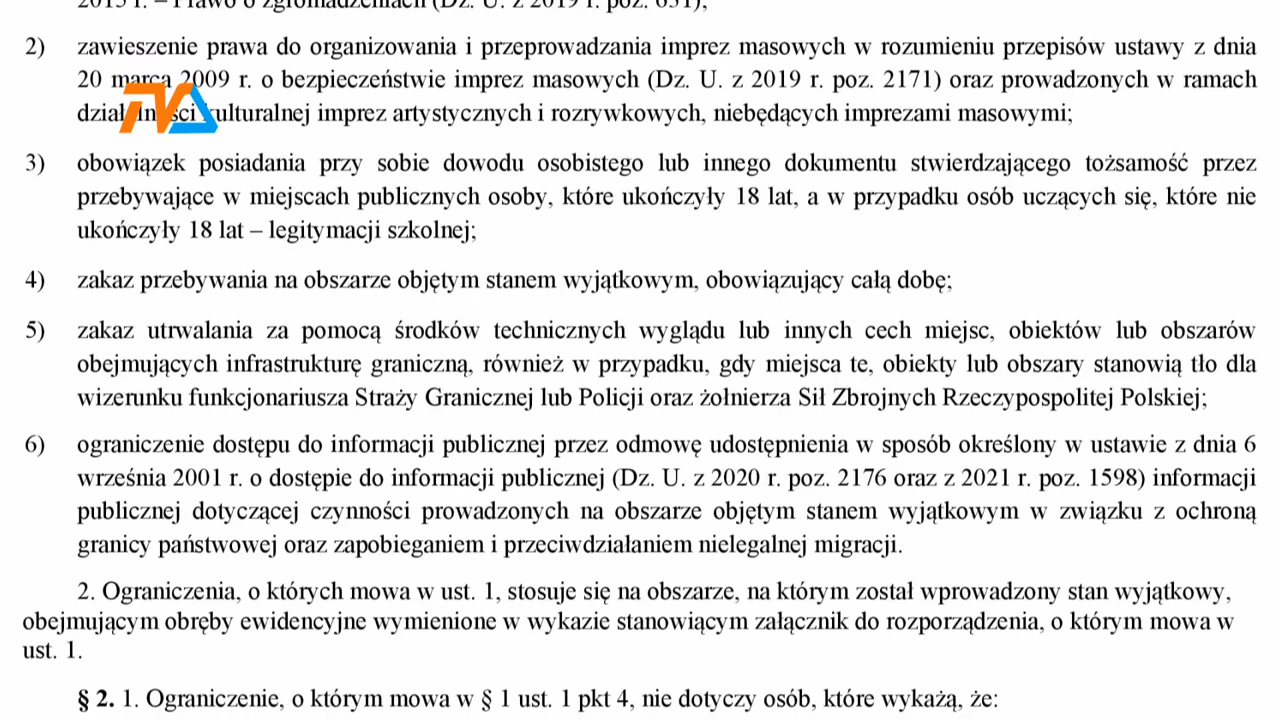 2015 r. – Prawo o zgromadzeniach (Dz. U. z 2019 r. poz. 631);
2) zawieszenie prawa do organizowania i przeprowadzania imprez masowych w rozumieniu przepisów ustawy z dnia
20 marca 2009 r. o bezpieczeństwie imprez masowych (Dz. U. z 2019 r. poz. 2171) oraz prowadzonych w ramach
działalności kulturalnej imprez artystycznych i rozrywkowych, niebędących imprezami masowymi;
3) obowiązek posiadania przy sobie dowodu osobistego lub innego dokumentu stwierdzającego tożsamość przez
przebywające w miejscach publicznych osoby, które ukończyły 18 lat, a w przypadku osób uczących się, które nie
ukończyły 18 lat – legitymacji szkolnej;
4) zakaz przebywania na obszarze objętym stanem wyjątkowym, obowiązujący całą dobę;
5) zakaz utrwalania za pomocą środków technicznych wyglądu lub innych cech miejsc, obiektów lub obszarów
obejmujących infrastrukturę graniczną, również w przypadku, gdy miejsca te, obiekty lub obszary stanowią tło dla
wizerunku funkcjonariusza Straży Granicznej lub Policji oraz żołnierza Sił Zbrojnych Rzeczypospolitej Polskiej;
6) ograniczenie dostępu do informacji publicznej przez odmowę udostępnienia w sposób określony w ustawie z dnia 6
września 2001 r. o dostępie do informacji publicznej (Dz. U. z 2020 r. poz. 2176 oraz z 2021 r. poz. 1598) informacji
publicznej dotyczącej czynności prowadzonych na obszarze objętym stanem wyjątkowym w związku z ochroną
granicy państwowej oraz zapobieganiem i przeciwdziałaniem nielegalnej migracji.
2. Ograniczenia, o których mowa w ust. 1, stosuje się na obszarze, na którym został wprowadzony stan wyjątkowy,
obejmującym obręby ewidencyjne wymienione w wykazie stanowiącym załącznik do rozporządzenia, o którym mowa w
ust. 1.
§ 2. 1. Ograniczenie, o którym mowa w § 1 ust. 1 pkt 4, nie dotyczy osób, które wykażą, że: